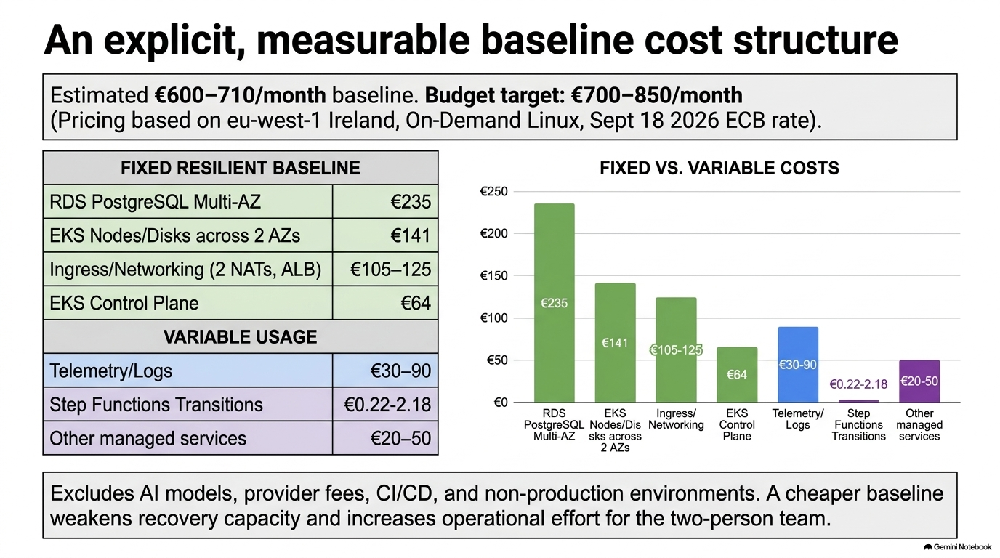 An explicit, measurable baseline cost structure
Estimated €600–710/month baseline. Budget target: €700–850/month
(Pricing based on eu-west-1 Ireland, On-Demand Linux, Sept 18 2026 ECB rate).
FIXED RESILIENT BASELINE
RDS PostgreSQL Multi-AZ €235
EKS Nodes/Disks across 2 AZs €141
Ingress/Networking (2 NATs, ALB) €105–125
EKS Control Plane €64
VARIABLE USAGE
Telemetry/Logs €30–90
Step Functions Transitions €0.22-2.18
Other managed services €20–50
FIXED VS. VARIABLE COSTS
€250
€200
€150
€100
€50
€0
€235
€141
€105-125
€64
€30-90
€0.22-2.18
€20-50
RDS
PostgreSQL
Multi-AZ
EKS
Nodes/Dis
sks across
2 AZs
Ingress/
Networking
EKS
Control
Plane
Telemetry/
Logs
Step
Functions
Transitions
Other
managed
services
Excludes AI models, provider fees, CI/CD, and non-production environments. A cheaper baseline
weakens recovery capacity and increases operational effort for the two-person team.
Gemini Notebook